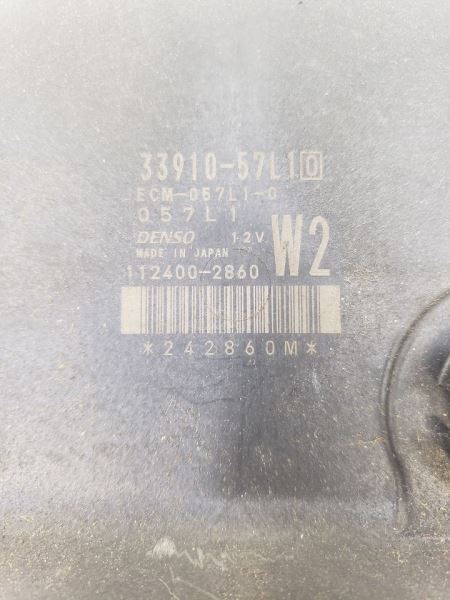 33910-57L10
ECM-057L1-0
057L1
DENSO 12V W2
MADE IN JAPAN
112400-2860
*242860M*